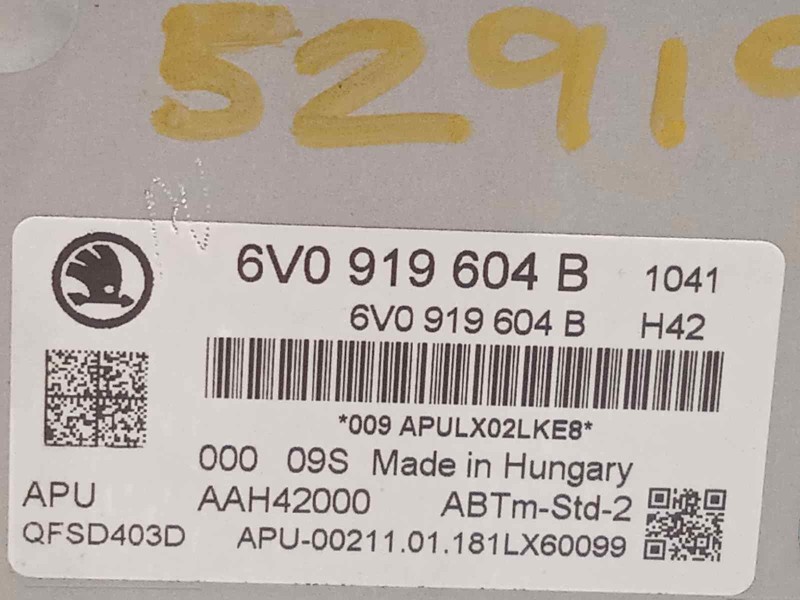 5291
6V0 919 604 B 1041
6V0 919 604 B H42
*009 APULX02LKE8*
000 09S Made in Hungary
APU AAH42000 ABTm-Std-2
QFSD403D APU-00211.01.181LX60099